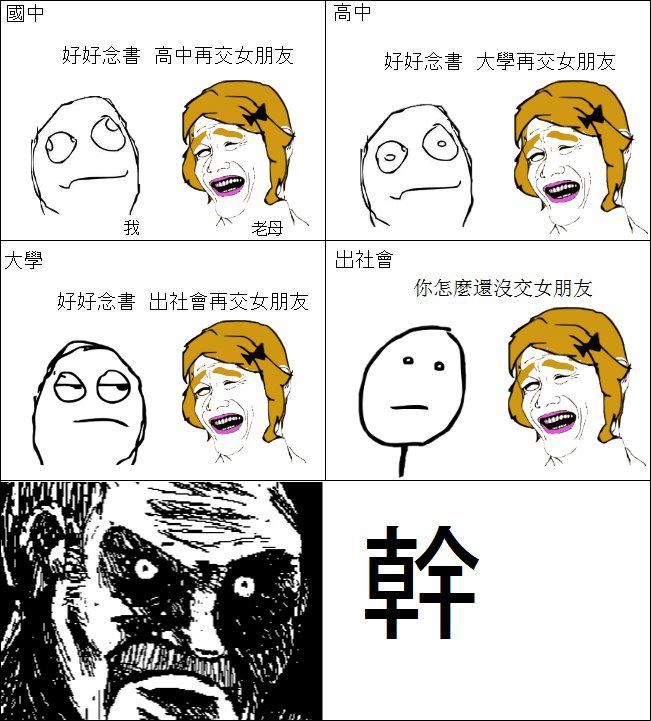 國中
好好念書 高中再交女朋友
我 老母
高中
好好念書 大學再交女朋友
大學
好好念書 出社會再交女朋友
出社會
你怎麼還沒交女朋友
幹